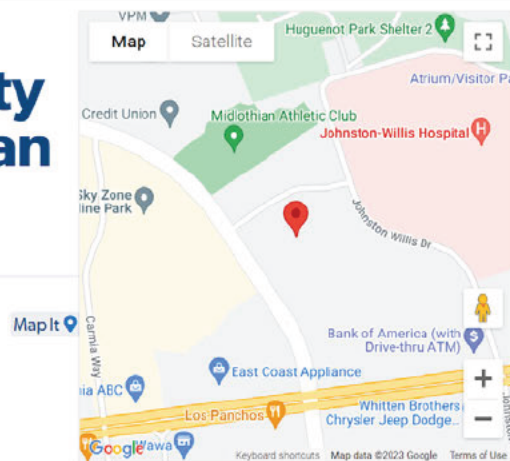 ty
an
Map It
VPM
Map
Satellite
Huguenot Park Shelter 2
Atrium/Visitor Pa
Credit Union
Midlothian Athletic Club
Johnston-Willis Hospital
H
Sky Zone
line Park
Johnston Willis Dr
Carmia Way
Bank of America (with
Drive-thru ATM)
$
East Coast Appliance
ia ABC
Whitten Brothers
Chrysler Jeep Dodge...
Los Panchos
Johnston
Wawa
Google
Keyboard shortcuts
Map data ©2023 Google
Terms of Use
+
−